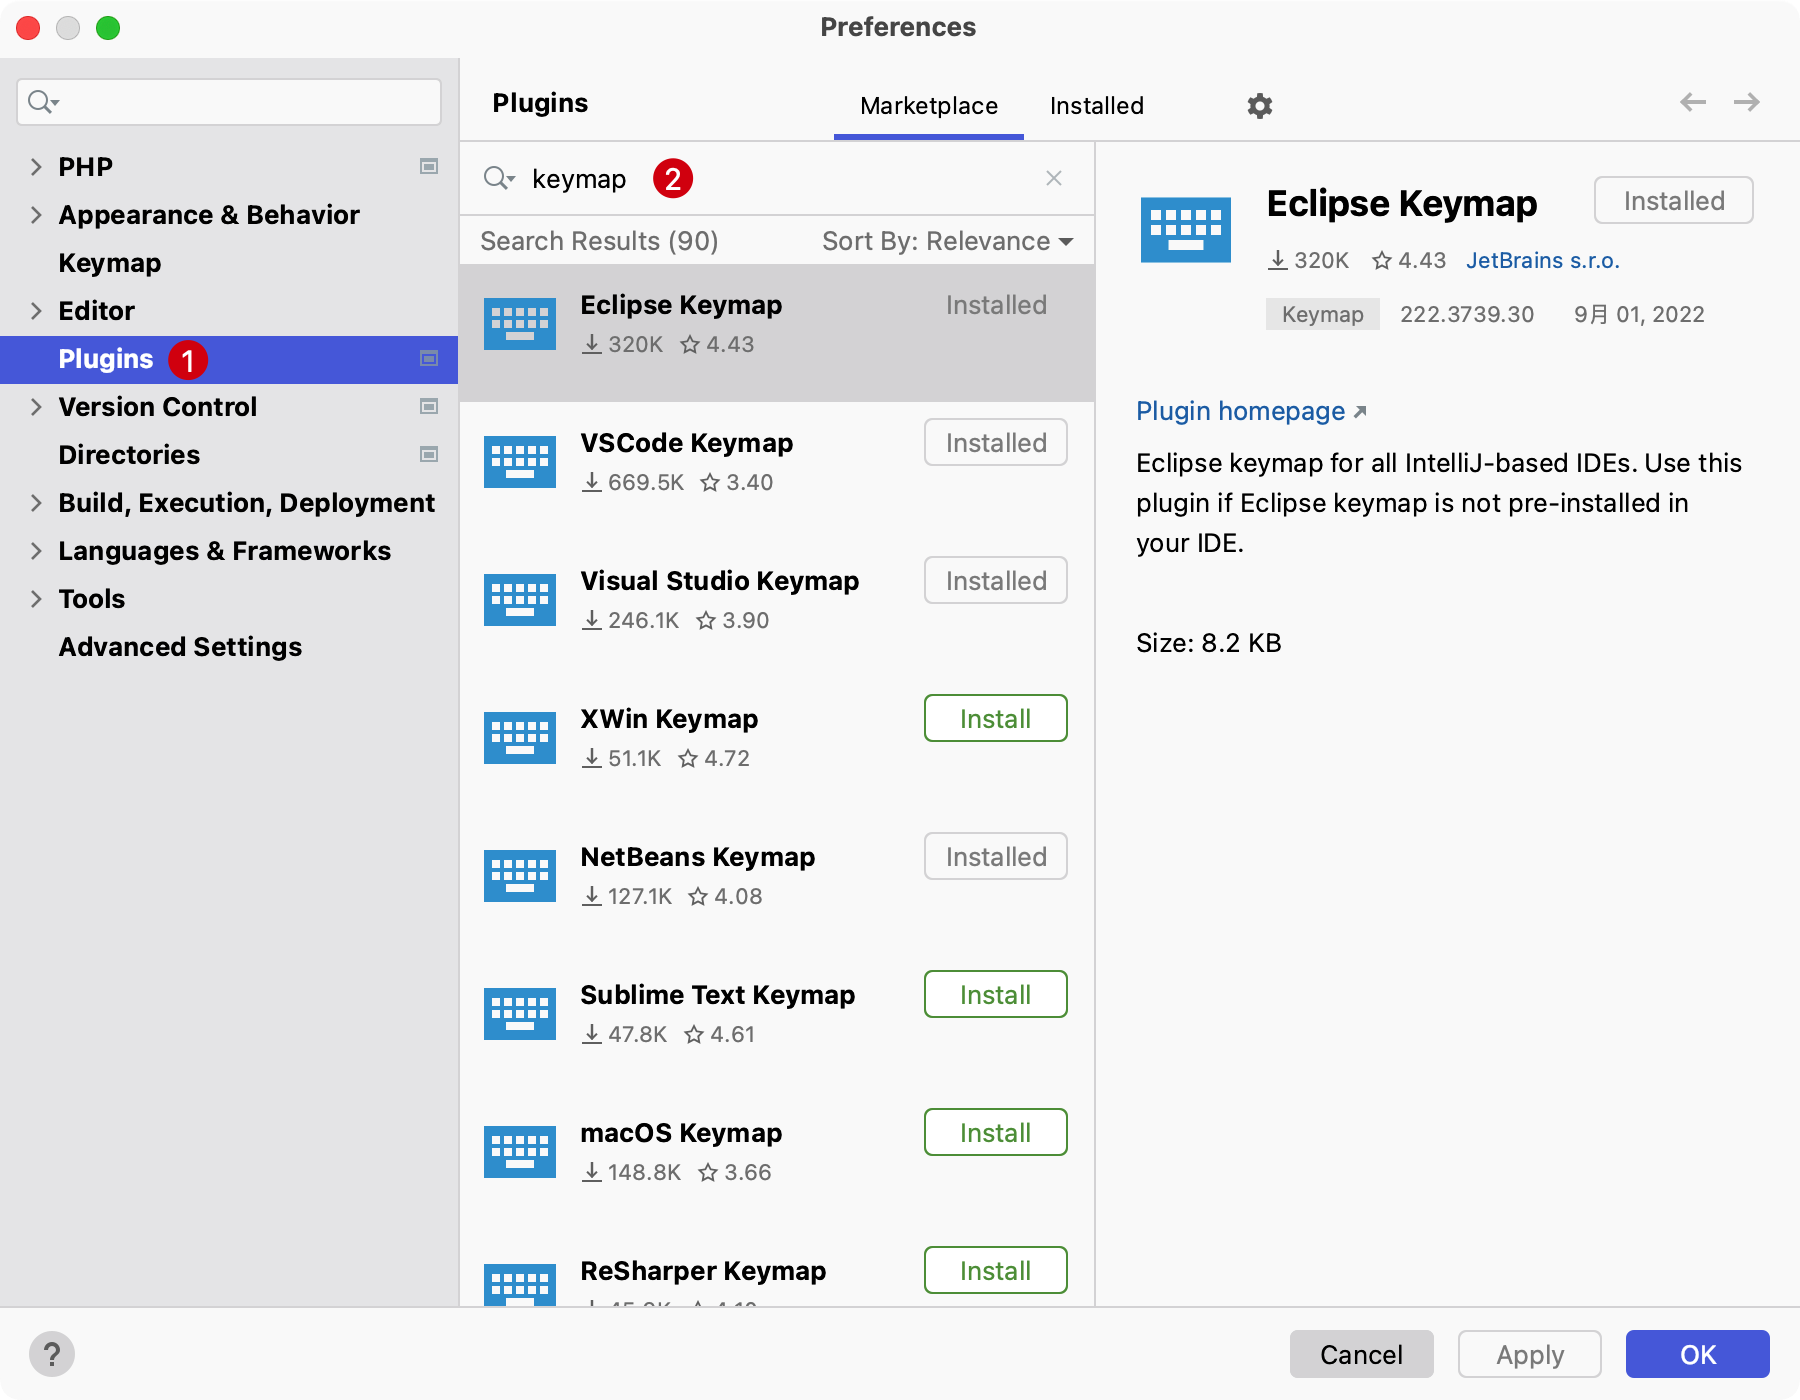 Preferences
Plugins
Marketplace
Installed
PHP
Appearance & Behavior
Keymap
Editor
Plugins 1
Version Control
Directories
Build, Execution, Deployment
Languages & Frameworks
Tools
Advanced Settings
keymap 2
Search Results (90) Sort By: Relevance
Eclipse Keymap Installed
320K 4.43
VSCode Keymap Installed
669.5K 3.40
Visual Studio Keymap Installed
246.1K 3.90
XWin Keymap Install
51.1K 4.72
NetBeans Keymap Installed
127.1K 4.08
Sublime Text Keymap Install
47.8K 4.61
macOS Keymap Install
148.8K 3.66
ReSharper Keymap Install
Eclipse Keymap Installed
320K 4.43 JetBrains s.r.o.
Keymap 222.3739.30 9月 01, 2022
Plugin homepage
Eclipse keymap for all IntelliJ-based IDEs. Use this
plugin if Eclipse keymap is not pre-installed in
your IDE.
Size: 8.2 KB
?
Cancel Apply OK